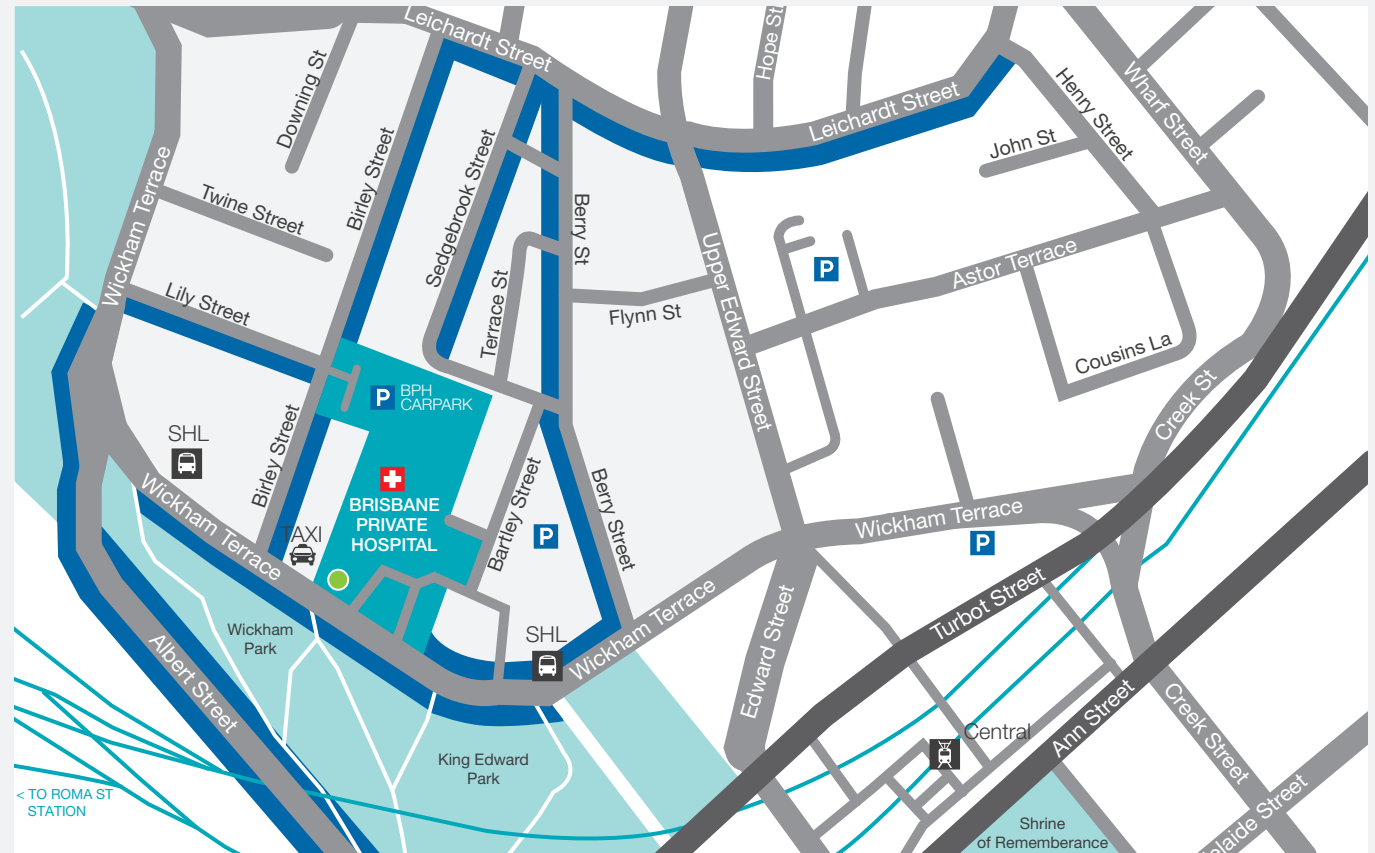 Leichardt Street
Hope St
Downing St
Birley Street
Sedgebrook Street
Leichardt Street
Henry Street
Wharf Street
John St
Wickham Terrace
Twine Street
Berry St
Upper Edward Street
Astor Terrace
P
Lily Street
Terrace St
Flynn St
Cousins La
P
BPH
CARPARK
Creek St
SHL
Birley Street
BRISBANE
PRIVATE
HOSPITAL
Bartley Street
Berry Street
P
Wickham Terrace
P
Wickham Terrace
TAXI
Turbot Street
Wickham
Park
SHL
Wickham Terrace
Edward Street
Albert Street
Central
Ann Street
Creek Street
King Edward
Park
< TO ROMA ST
STATION
Shrine
of Rememberance
elaide Street